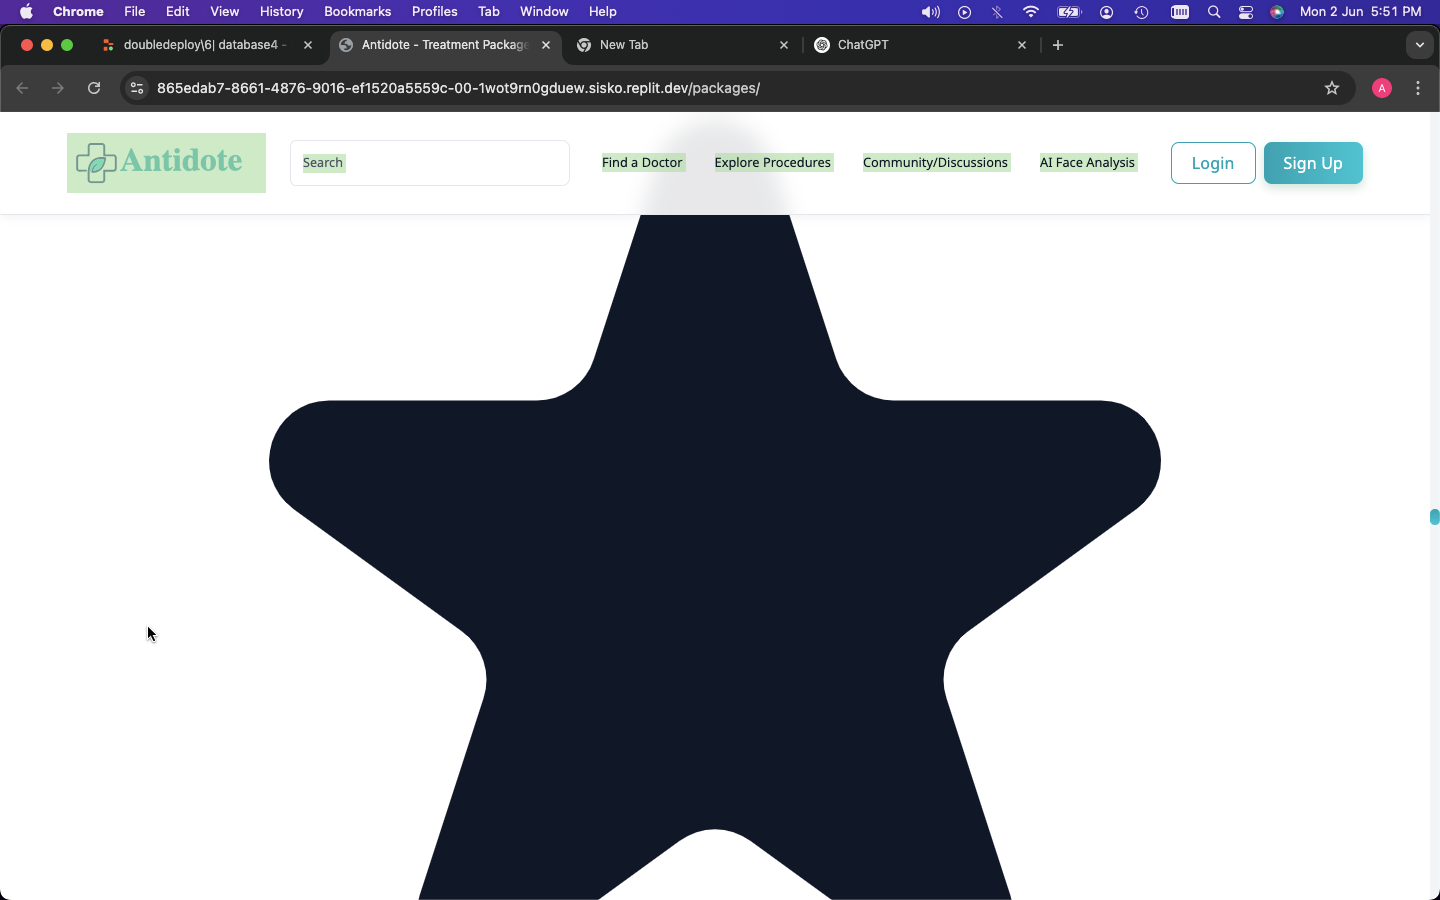 Chrome File Edit View History Bookmarks Profiles Tab Window Help Mon 2 Jun 5:51 PM
doubledeploy\6| database4 - Antidote - Treatment Package New Tab ChatGPT
865edab7-8661-4876-9016-ef1520a5559c-00-1wot9rn0gduew.sisko.replit.dev/packages/ A
Antidote Search Find a Doctor Explore Procedures Community/Discussions AI Face Analysis Login Sign Up